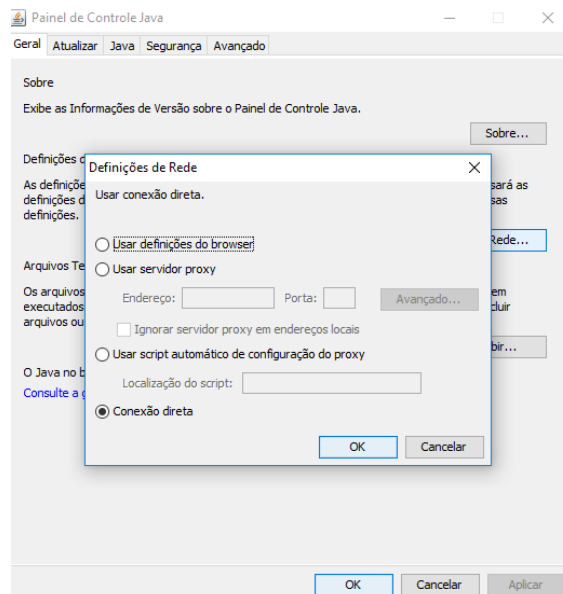 Painel de Controle Java
Geral Atualizar Java Segurança Avançado
Sobre
Exibe as Informações de Versão sobre o Painel de Controle Java.
Sobre...
Definições d
As definiçõe
definições d
definições.
sará as
sas
Rede...
Arquivos Te
Os arquivos
executados
arquivos ou
em
cluir
bir...
O Java no b
Consulte a g
Definições de Rede
Usar conexão direta.
Usar definições do browser
Usar servidor proxy
Endereço: Porta: Avançado...
Ignorar servidor proxy em endereços locais
Usar script automático de configuração do proxy
Localização do script:
Conexão direta
OK Cancelar
OK Cancelar Aplicar